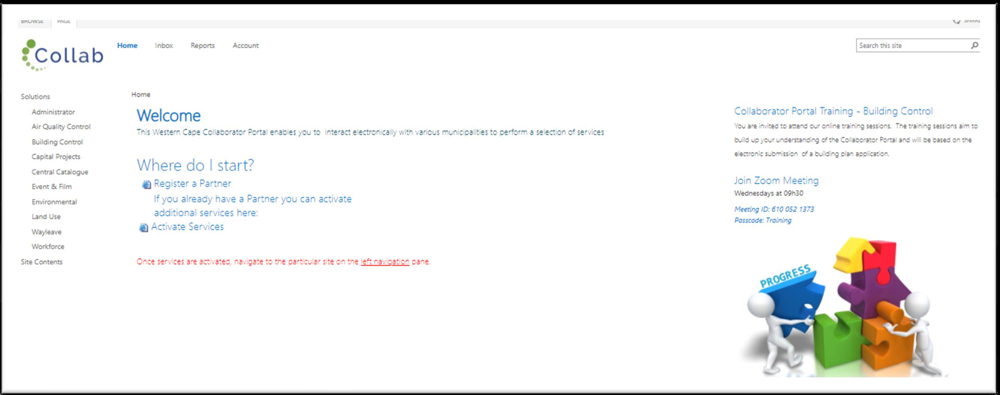 BROWSE PAGE
SHARE
Collab
Home Inbox Reports Account
Search this site
Solutions
Administrator
Air Quality Control
Building Control
Capital Projects
Central Catalogue
Event & Film
Environmental
Land Use
Wayleave
Workforce
Site Contents
Home
Welcome
This Western Cape Collaborator Portal enables you to interact electronically with various municipalities to perform a selection of services
Where do I start?
Register a Partner
If you already have a Partner you can activate
additional services here:
Activate Services
Once services are activated, navigate to the particular site on the left navigation pane.
Collaborator Portal Training - Building Control
You are invited to attend our online training sessions. The training sessions aim to
build up your understanding of the Collaborator Portal and will be based on the
electronic submission of a building plan application.
Join Zoom Meeting
Wednesdays at 09h30
Meeting ID: 610 052 1373
Passcode: Training
PROGRESS